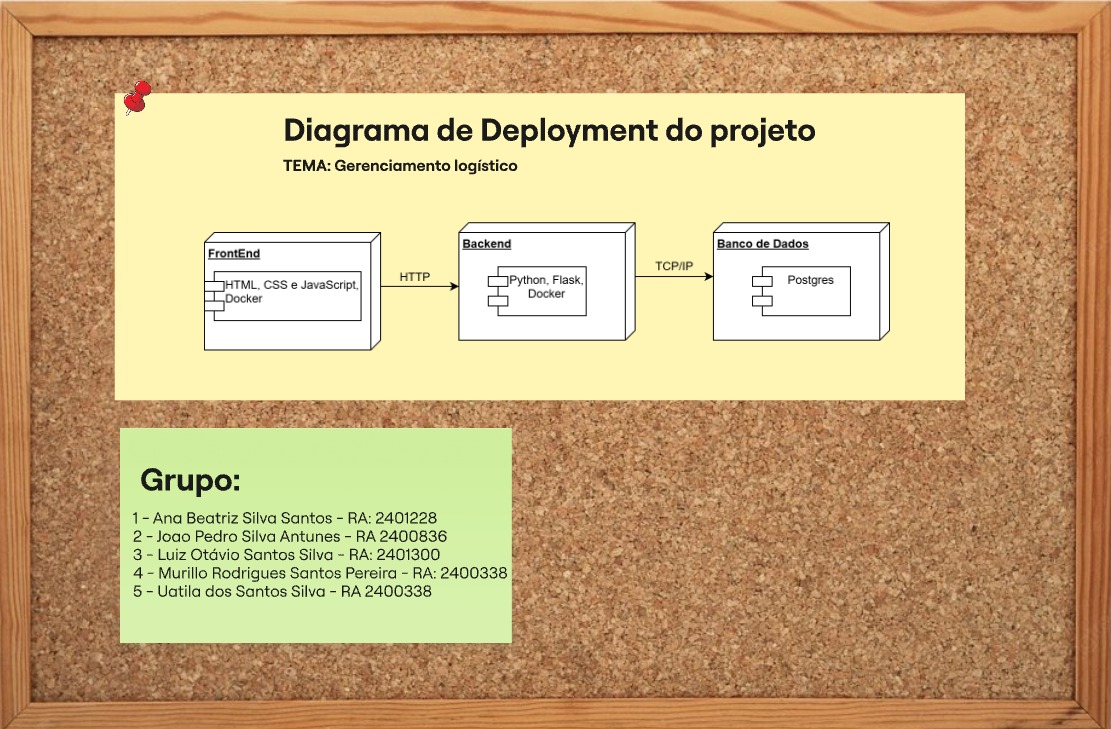 Diagrama de Deployment do projeto
TEMA: Gerenciamento logístico
FrontEnd
HTML, CSS e JavaScript,
Docker
HTTP
Backend
Python, Flask,
Docker
TCP/IP
Banco de Dados
Postgres
Grupo:
1 - Ana Beatriz Silva Santos - RA: 2401228
2 - Joao Pedro Silva Antunes - RA 2400836
3 - Luiz Otávio Santos Silva - RA: 2401300
4 - Murillo Rodrigues Santos Pereira - RA: 2400338
5 - Uatila dos Santos Silva - RA 2400338